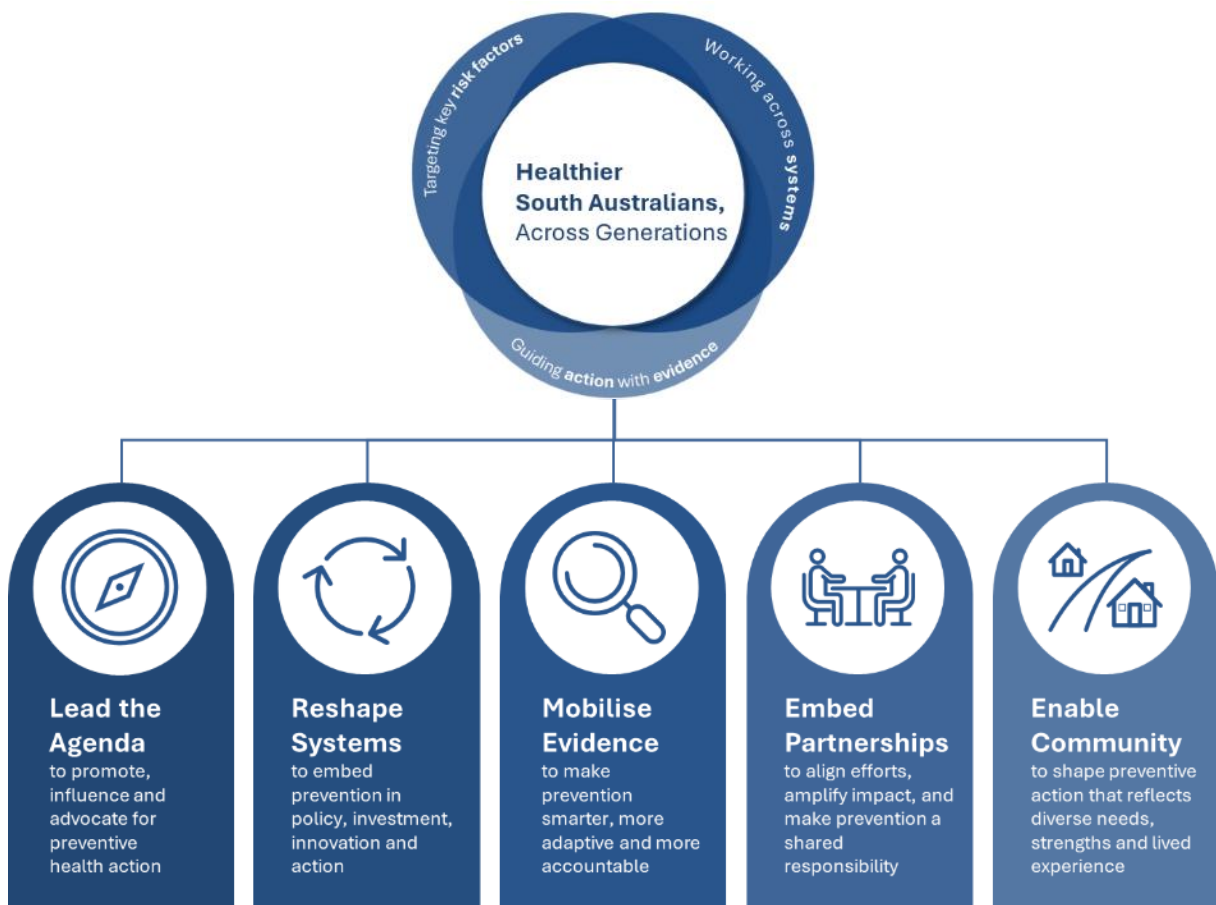 Targeting key risk factors
Working across systems
Healthier
South Australians,
Across Generations
Guiding action with evidence
Lead the
Agenda
to promote,
influence and
advocate for
preventive
health action
Reshape
Systems
to embed
prevention in
policy, investment,
innovation and
action
Mobilise
Evidence
to make
prevention
smarter, more
adaptive and more
accountable
Embed
Partnerships
to align efforts,
amplify impact, and
make prevention a
shared
responsibility
Enable
Community
to shape preventive
action that reflects
diverse needs,
strengths and lived
experience